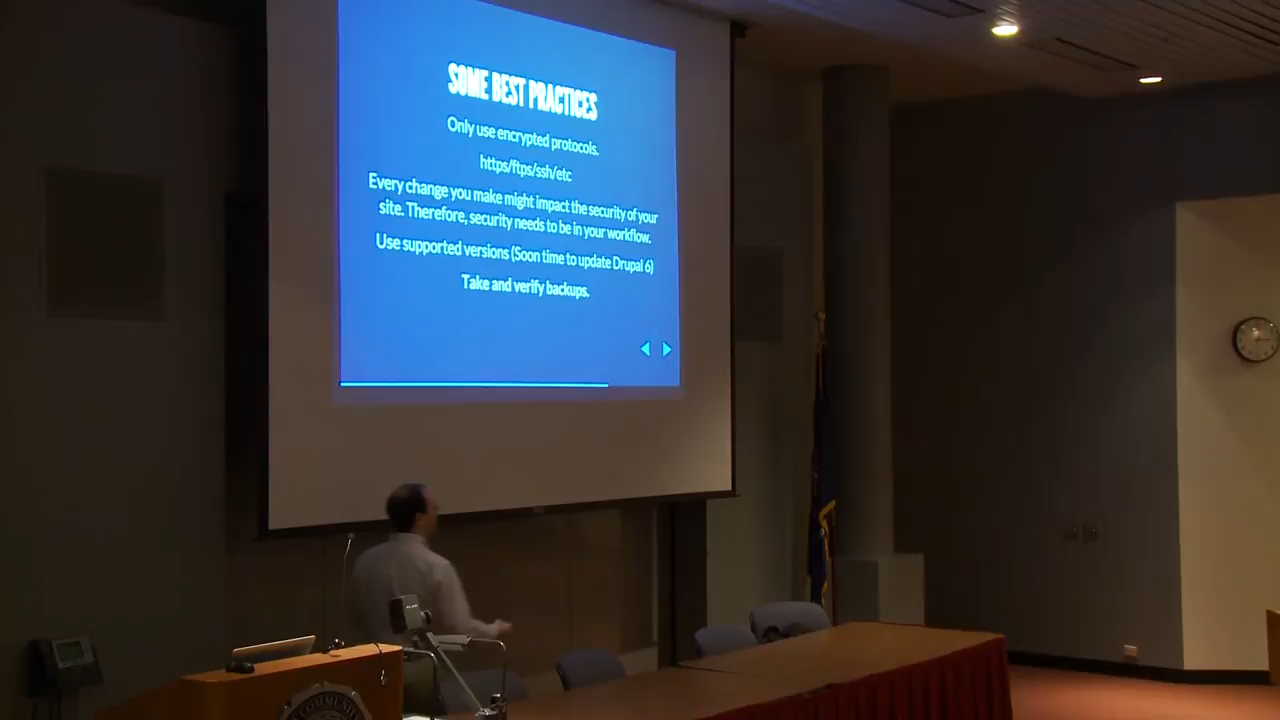 SOME BEST PRACTICES
Only use encrypted protocols.
https/ftps/ssh/etc
Every change you make might impact the security of your
site. Therefore, security needs to be in your workflow.
Use supported versions (Soon time to update Drupal 6)
Take and verify backups.
COMMUNITY